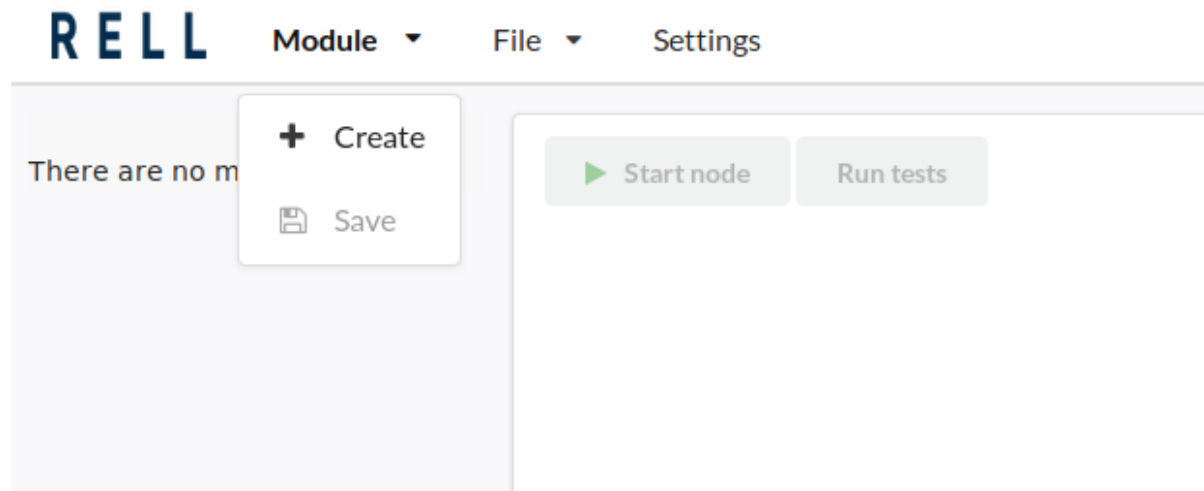 RELL Module File Settings
Create
There are no m
Save
Start node Run tests